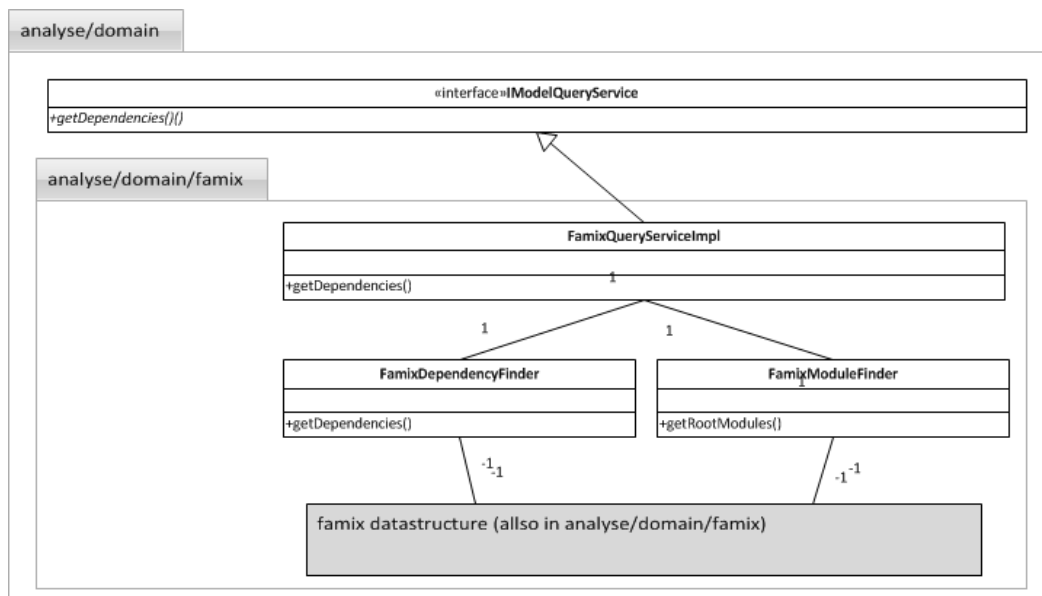 analyse/domain
«interface»IModelQueryService
+getDependencies()()
analyse/domain/famix
FamixQueryServiceImpl
1
+getDependencies()
1
1
FamixDependencyFinder
FamixModuleFinder
1
+getDependencies()
+getRootModules()
-1
-1
-1
-1
famix datastructure (allso in analyse/domain/famix)